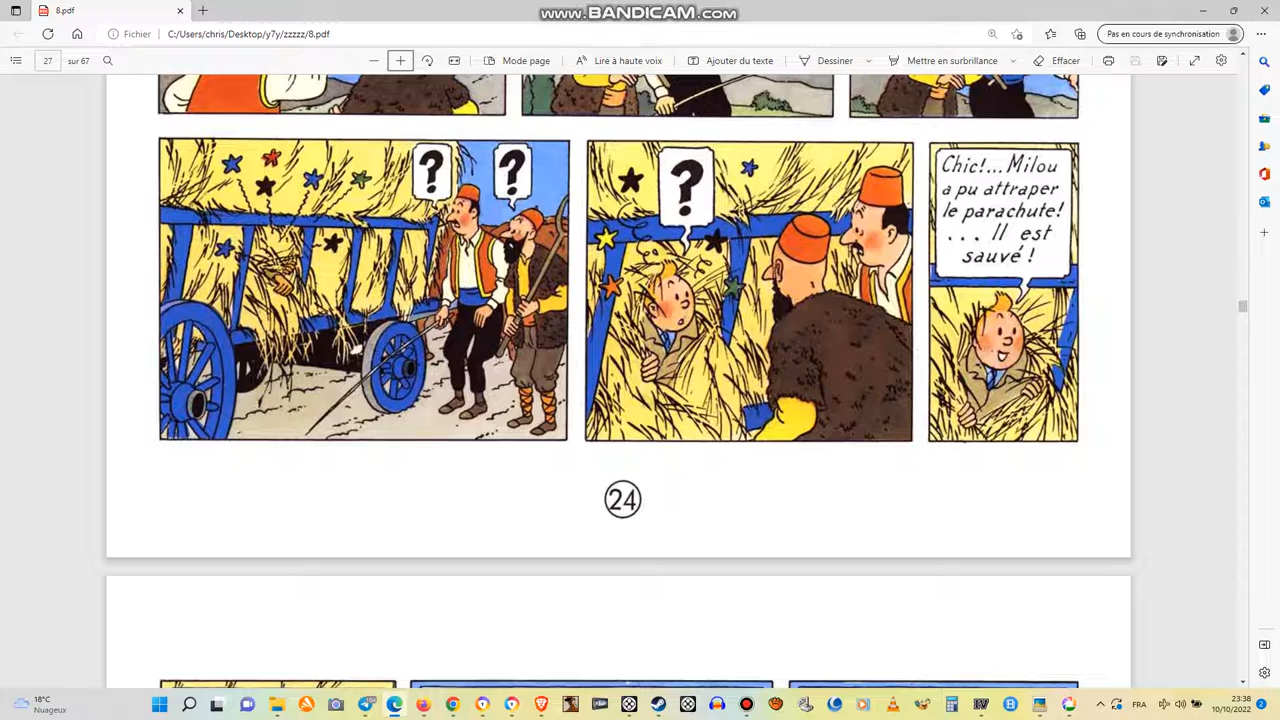 www.BANDICAM.com
8.pdf
Fichier
C:/Users/chris/Desktop/y7y/zzzzz/8.pdf
Pas en cours de synchronisation
27 sur 67
Mode page
Lire à haute voix
Ajouter du texte
Dessiner
Mettre en surbrillance
Effacer
?
?
?
Chic!... Milou
a pu attraper
le parachute!
... Il est
sauvé!
24
18°C
Nuageux
FRA
23:38
10/10/2022
2